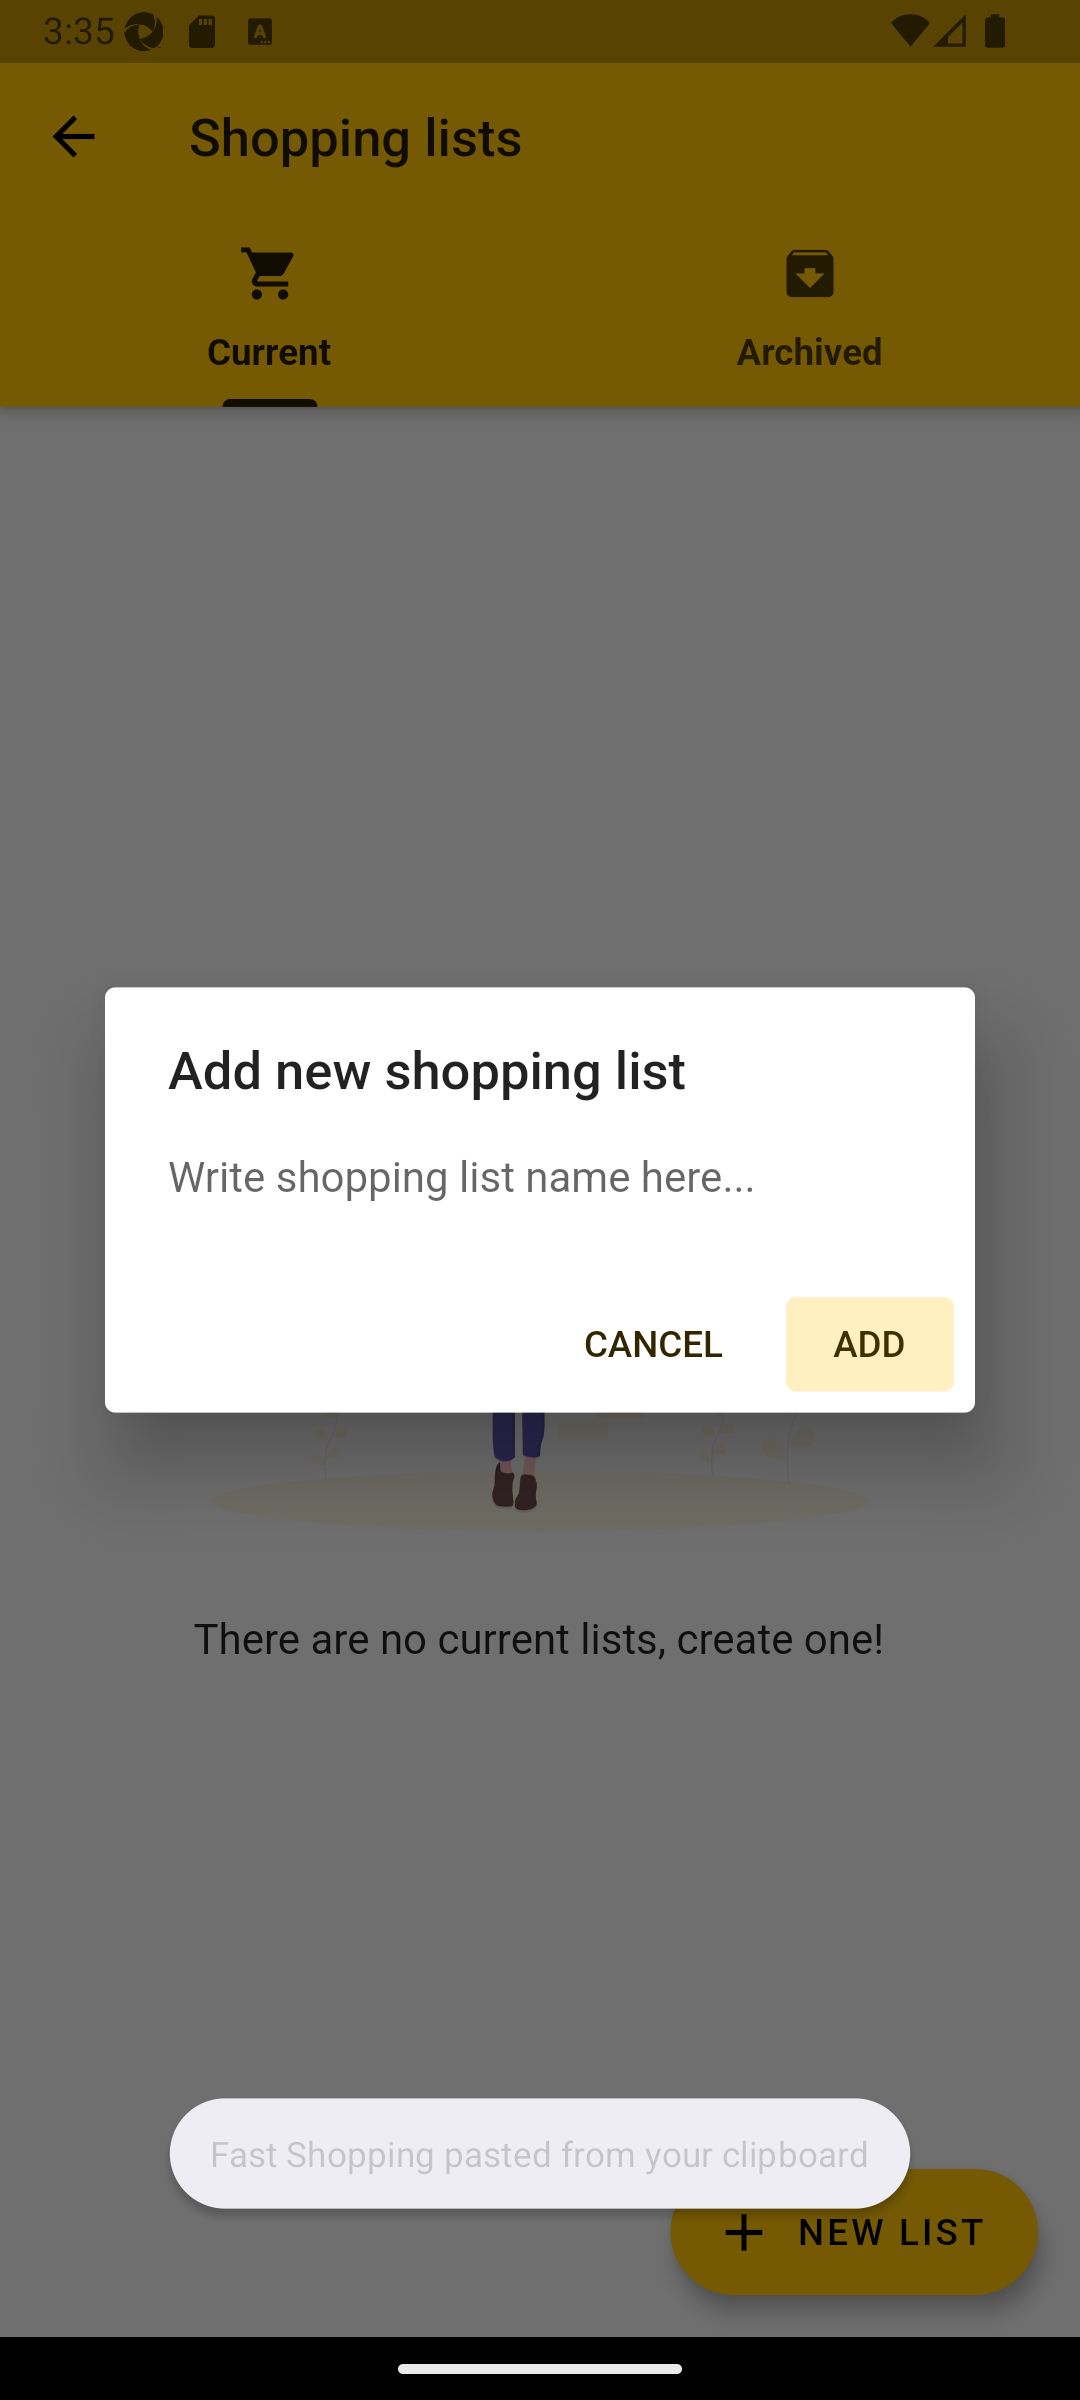 3:35
Shopping lists
Current
Archived
Add new shopping list
Write shopping list name here...
CANCEL
ADD
There are no current lists, create one!
Fast Shopping pasted from your clipboard
NEW LIST